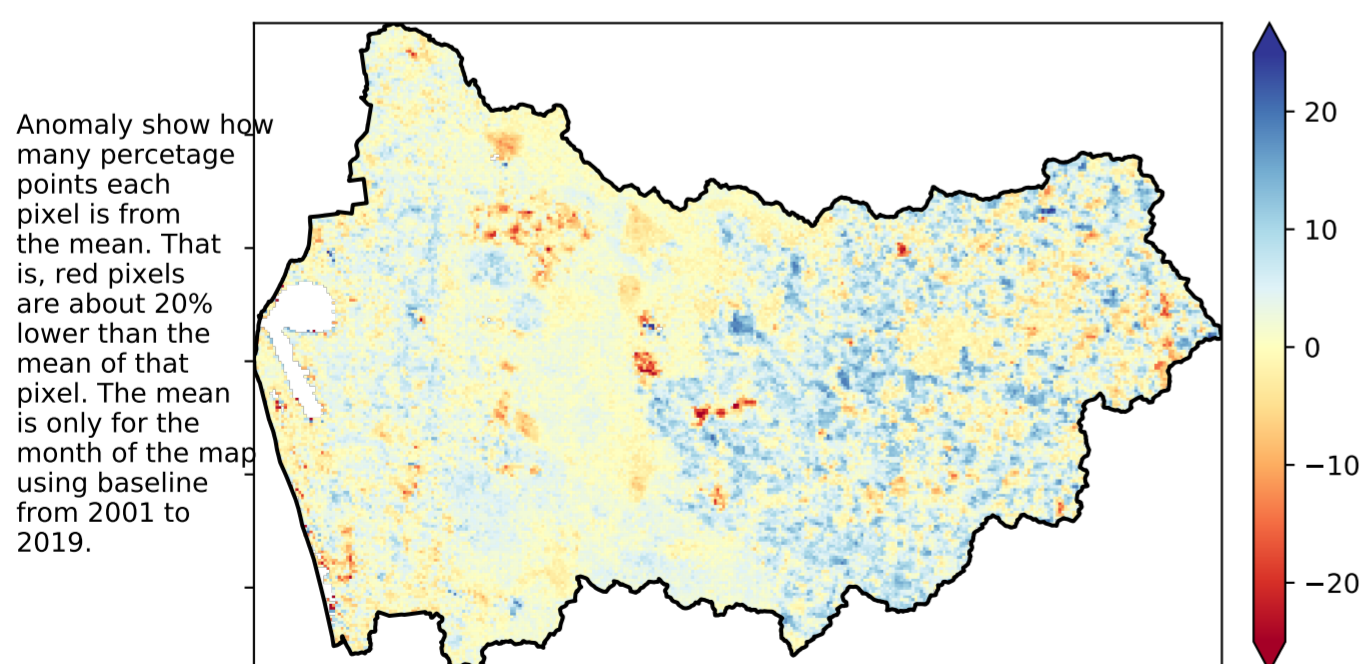 Anomaly show how
many percetage
points each
pixel is from
the mean. That
is, red pixels
are about 20%
lower than the
mean of that
pixel. The mean
is only for the
month of the map
using baseline
from 2001 to
2019.
20
10
0
−10
−20